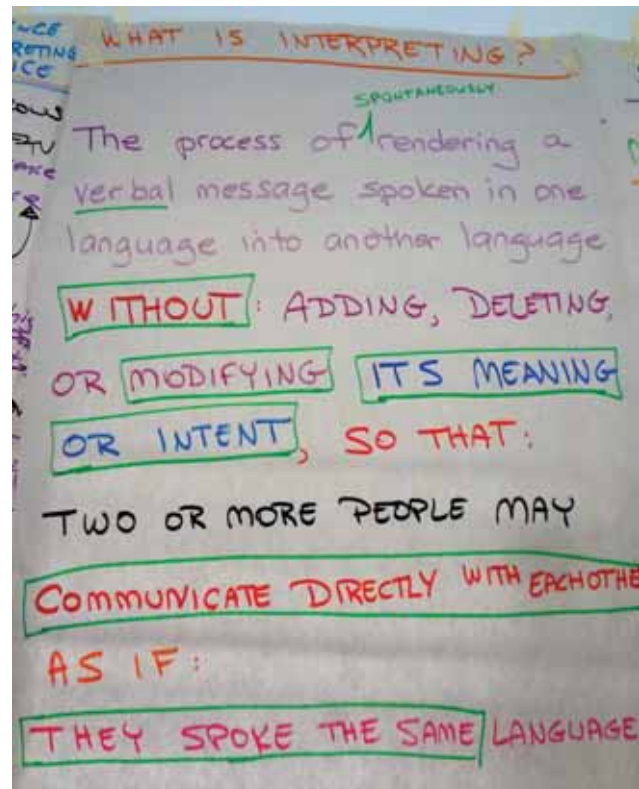 WHAT IS INTERPRETING?
SPONTANEOUSLY
The process of rendering a
verbal message spoken in one
language into another language
WITHOUT: ADDING, DELETING,
OR MODIFYING ITS MEANING
OR INTENT, SO THAT:
TWO OR MORE PEOPLE MAY
COMMUNICATE DIRECTLY WITH EACHOTHE
AS IF:
THEY SPOKE THE SAME LANGUAGE